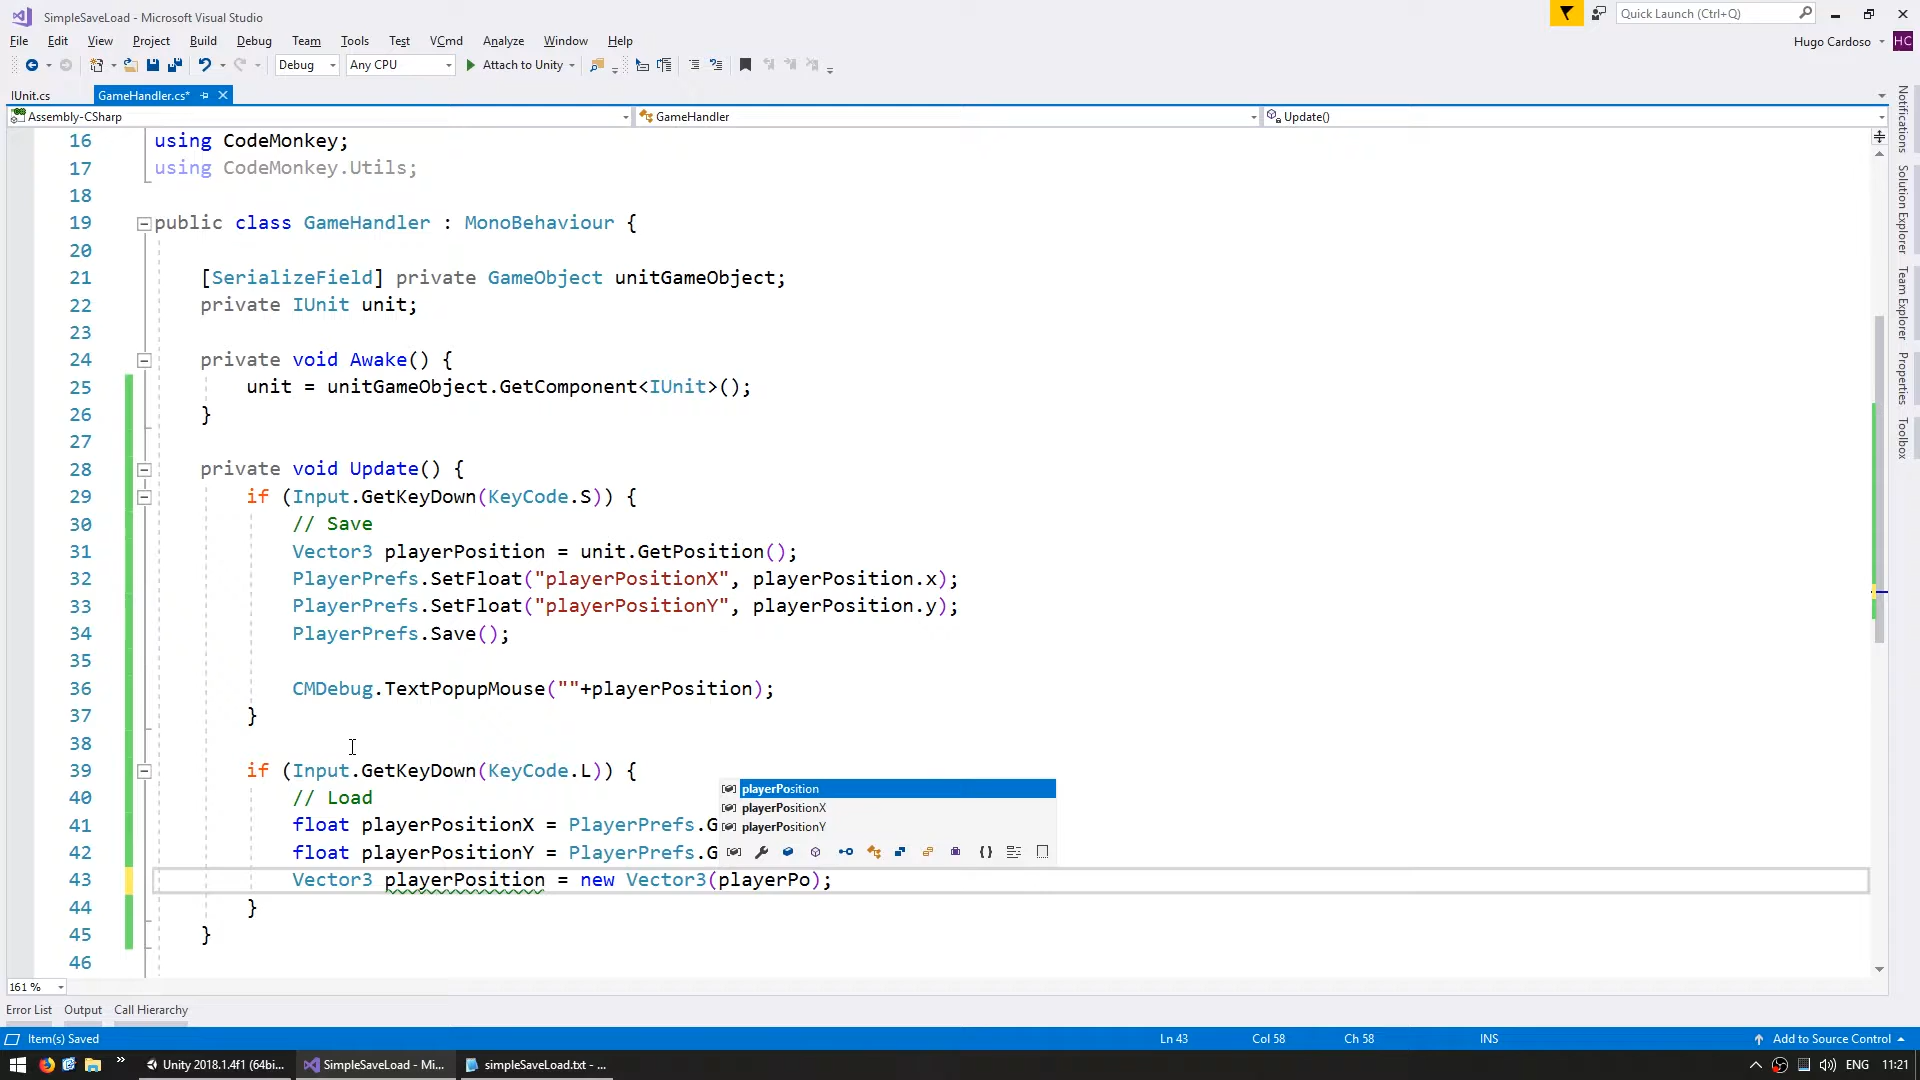 SimpleSaveLoad - Microsoft Visual Studio
Quick Launch (Ctrl+Q)
File Edit View Project Build Debug Team Tools Test VCmd Analyze Window Help
Hugo Cardoso HC
Debug Any CPU Attach to Unity
IUnit.cs GameHandler.cs*
Assembly-CSharp GameHandler Update()
16 using CodeMonkey;
17 using CodeMonkey.Utils;
18
19 public class GameHandler : MonoBehaviour {
20
21 [SerializeField] private GameObject unitGameObject;
22 private IUnit unit;
23
24 private void Awake() {
25 unit = unitGameObject.GetComponent<IUnit>();
26 }
27
28 private void Update() {
29 if (Input.GetKeyDown(KeyCode.S)) {
30 // Save
31 Vector3 playerPosition = unit.GetPosition();
32 PlayerPrefs.SetFloat("playerPositionX", playerPosition.x);
33 PlayerPrefs.SetFloat("playerPositionY", playerPosition.y);
34 PlayerPrefs.Save();
35
36 CMDebug.TextPopupMouse(""+playerPosition);
37 }
38
39 if (Input.GetKeyDown(KeyCode.L)) {
playerPosition
40 // Load
playerPositionX
41 float playerPositionX = PlayerPrefs.G
playerPositionY
42 float playerPositionY = PlayerPrefs.G
43 Vector3 playerPosition = new Vector3(playerPo);
44 }
45 }
46
Notifications
Solution Explorer
Team Explorer
Properties
Toolbox
161 %
Error List Output Call Hierarchy
Item(s) Saved Ln 43 Col 58 Ch 58 INS Add to Source Control
Unity 2018.1.4f1 (64bi... SimpleSaveLoad - Mi... simpleSaveLoad.txt - ... ENG 11:21